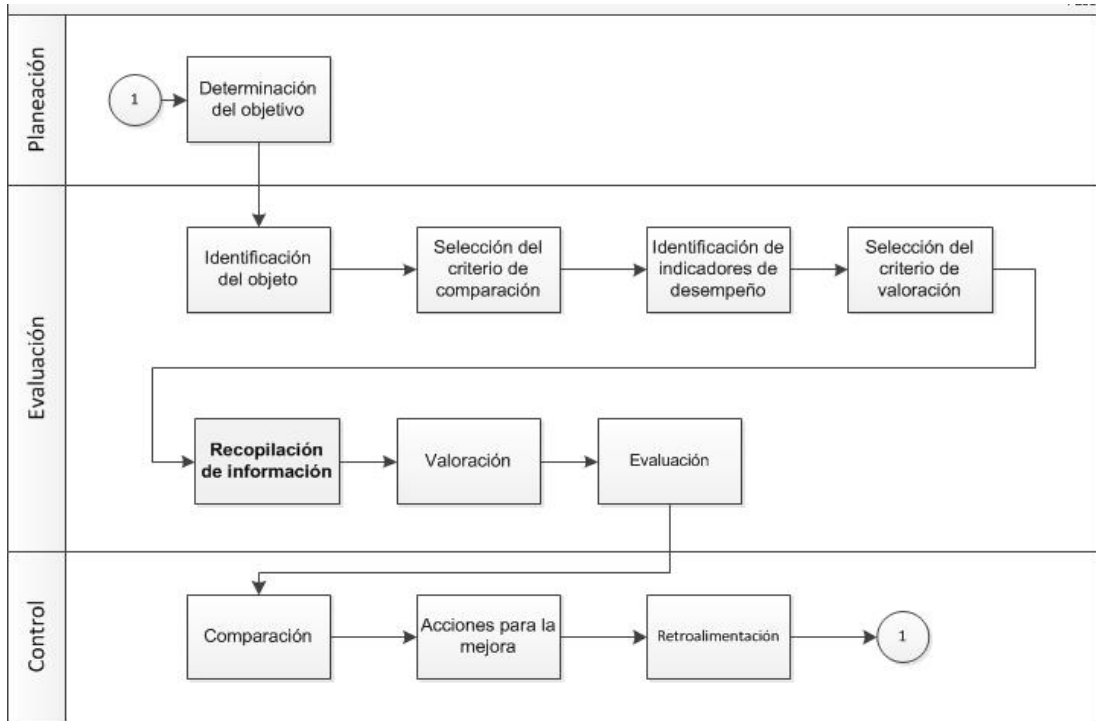 Planeación
1
Determinación
del objetivo
Evaluación
Identificación
del objeto
Selección del
criterio de
comparación
Identificación de
indicadores de
desempeño
Selección del
criterio de
valoración
Recopilación
de información
Valoración
Evaluación
Control
Comparación
Acciones para la
mejora
Retroalimentación
1